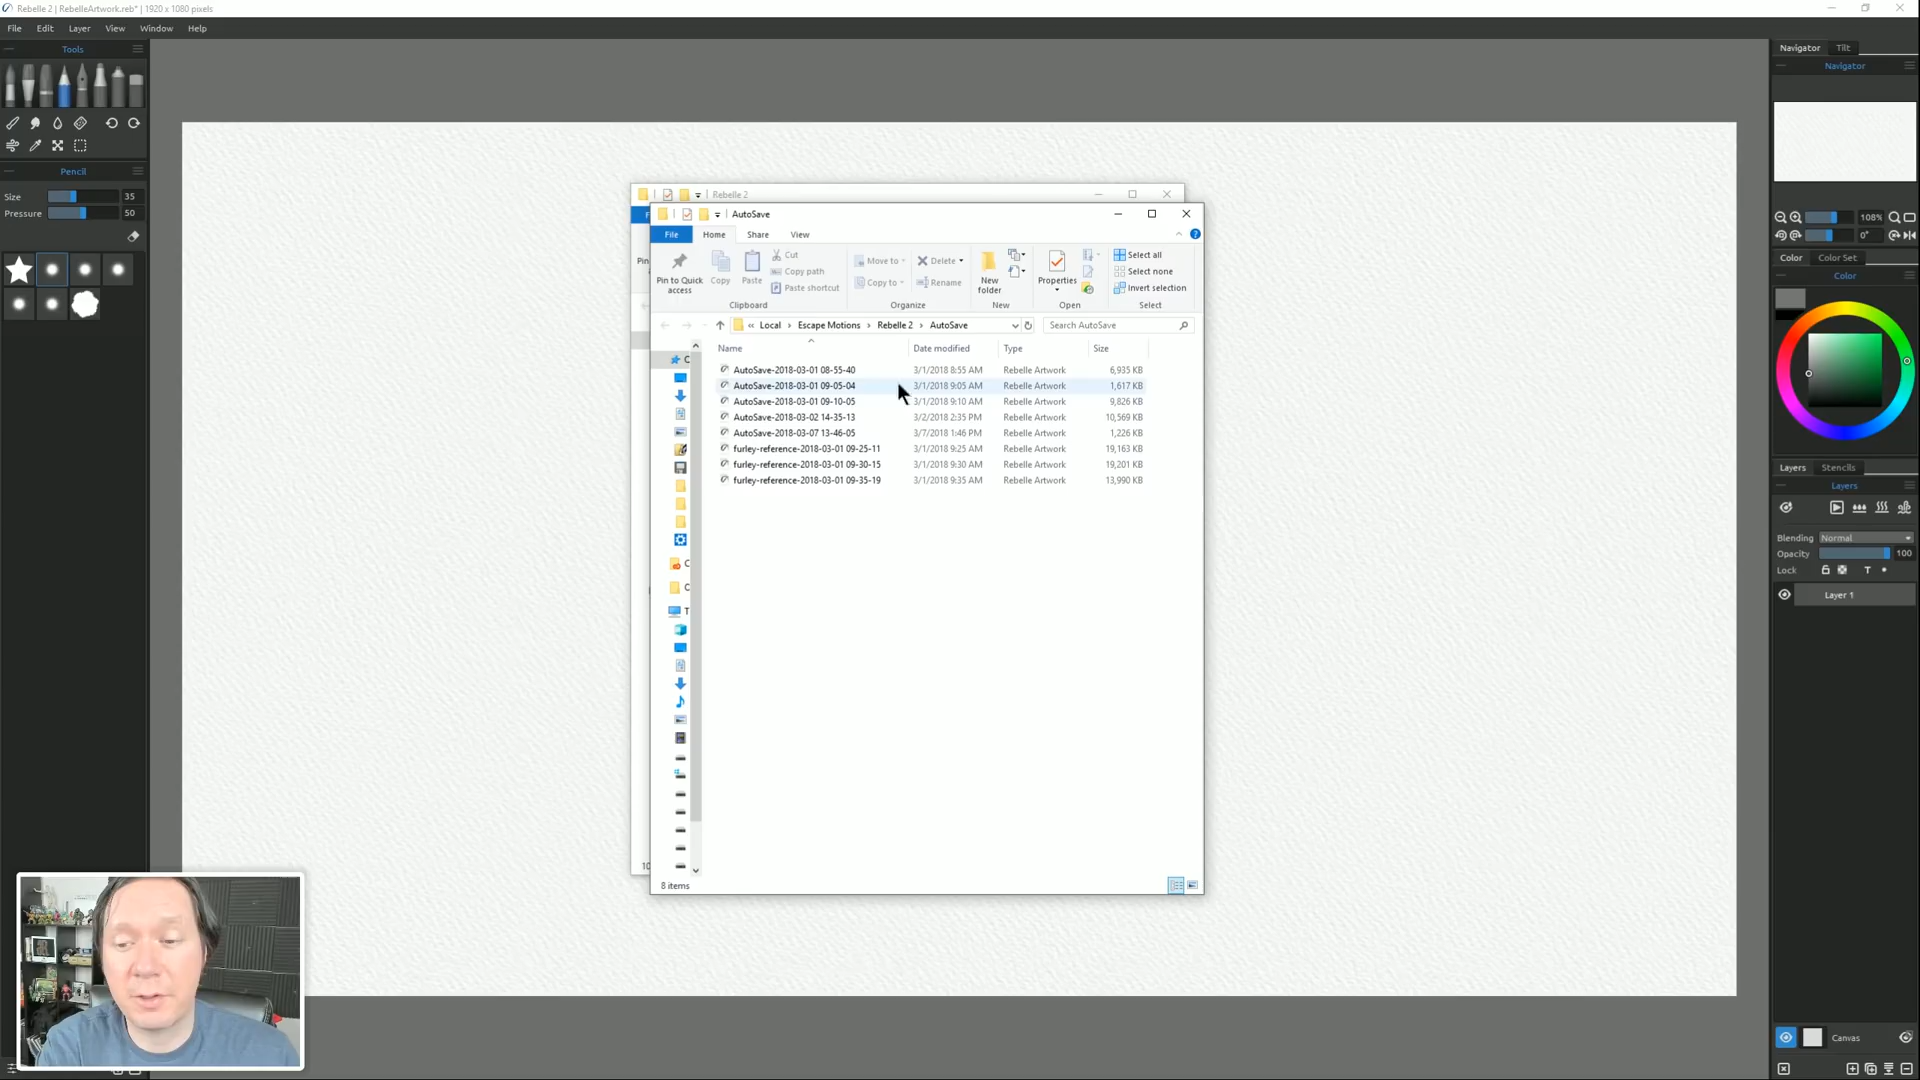 Rebelle 2 | RebelleArtwork.reb* | 1920 x 1080 pixels
File Edit Layer View Window Help
Tools
Pencil
Size 35
Pressure 50
Rebelle 2
AutoSave
File Home Share View
Pin to Quick access
Copy
Paste
Cut
Copy path
Paste shortcut
Clipboard
Move to
Copy to
Delete
Rename
Organize
New folder
New
Properties
Open
Select all
Select none
Invert selection
Select
« Local › Escape Motions › Rebelle 2 › AutoSave
Search AutoSave
Name Date modified Type Size
AutoSave-2018-03-01 08-55-40 3/1/2018 8:55 AM Rebelle Artwork 6,935 KB
AutoSave-2018-03-01 09-05-04 3/1/2018 9:05 AM Rebelle Artwork 1,617 KB
AutoSave-2018-03-01 09-10-05 3/1/2018 9:10 AM Rebelle Artwork 9,826 KB
AutoSave-2018-03-02 14-35-13 3/2/2018 2:35 PM Rebelle Artwork 10,569 KB
AutoSave-2018-03-07 13-46-05 3/7/2018 1:46 PM Rebelle Artwork 1,226 KB
furley-reference-2018-03-01 09-25-11 3/1/2018 9:25 AM Rebelle Artwork 19,163 KB
furley-reference-2018-03-01 09-30-15 3/1/2018 9:30 AM Rebelle Artwork 19,201 KB
furley-reference-2018-03-01 09-35-19 3/1/2018 9:35 AM Rebelle Artwork 13,990 KB
8 items
Navigator Tilt
Navigator
108%
0°
Color Color Set
Color
Layers Stencils
Layers
Blending Normal
Opacity 100
Lock T
Layer 1
Canvas